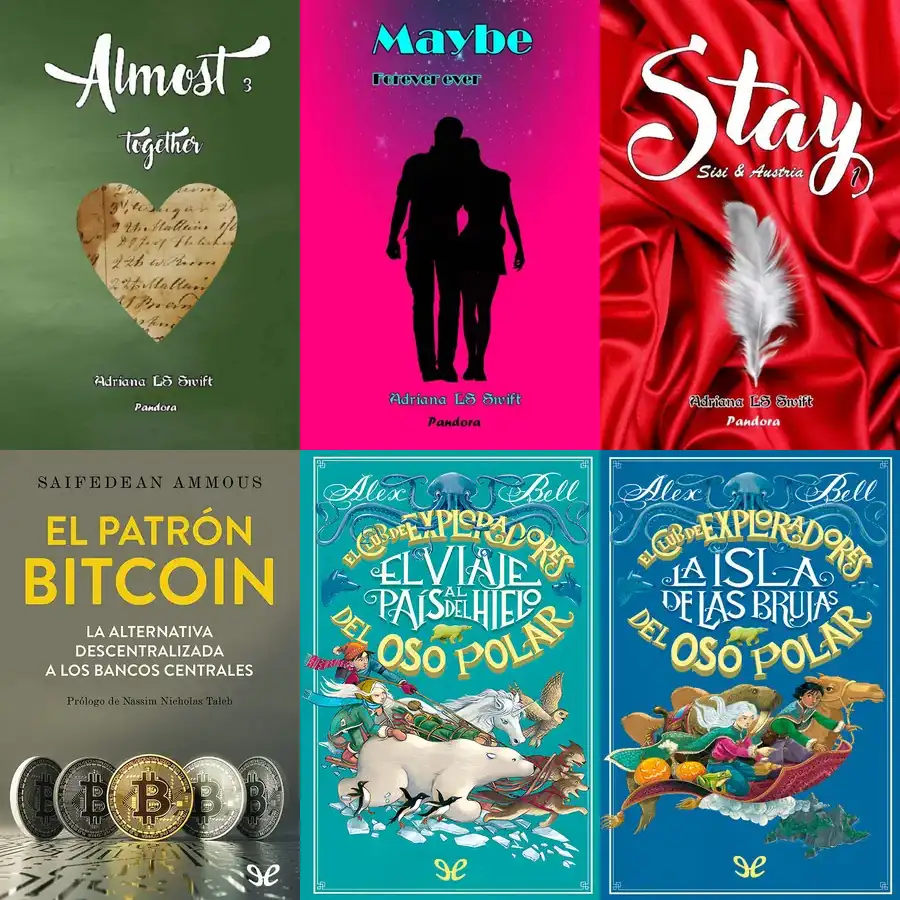 Almost 3
together
Adriana LS Swift
Pandora
Maybe
Forever ever
Adriana LS Swift
Pandora
Stay
Sisi & Austria 1
Adriana LS Swift
Pandora
SAIFEDEAN AMMOUS
EL PATRÓN
BITCOIN
LA ALTERNATIVA
DESCENTRALIZADA
A LOS BANCOS CENTRALES
Prólogo de Nassim Nicholas Taleb
Alex Bell
EL CLUB DE EXPLORADORES
EL VIAJE
AL
PAÍS DEL HIELO
DEL OSO POLAR
Alex Bell
EL CLUB DE EXPLORADORES
LA ISLA
DE LAS BRUJAS
DEL OSO POLAR